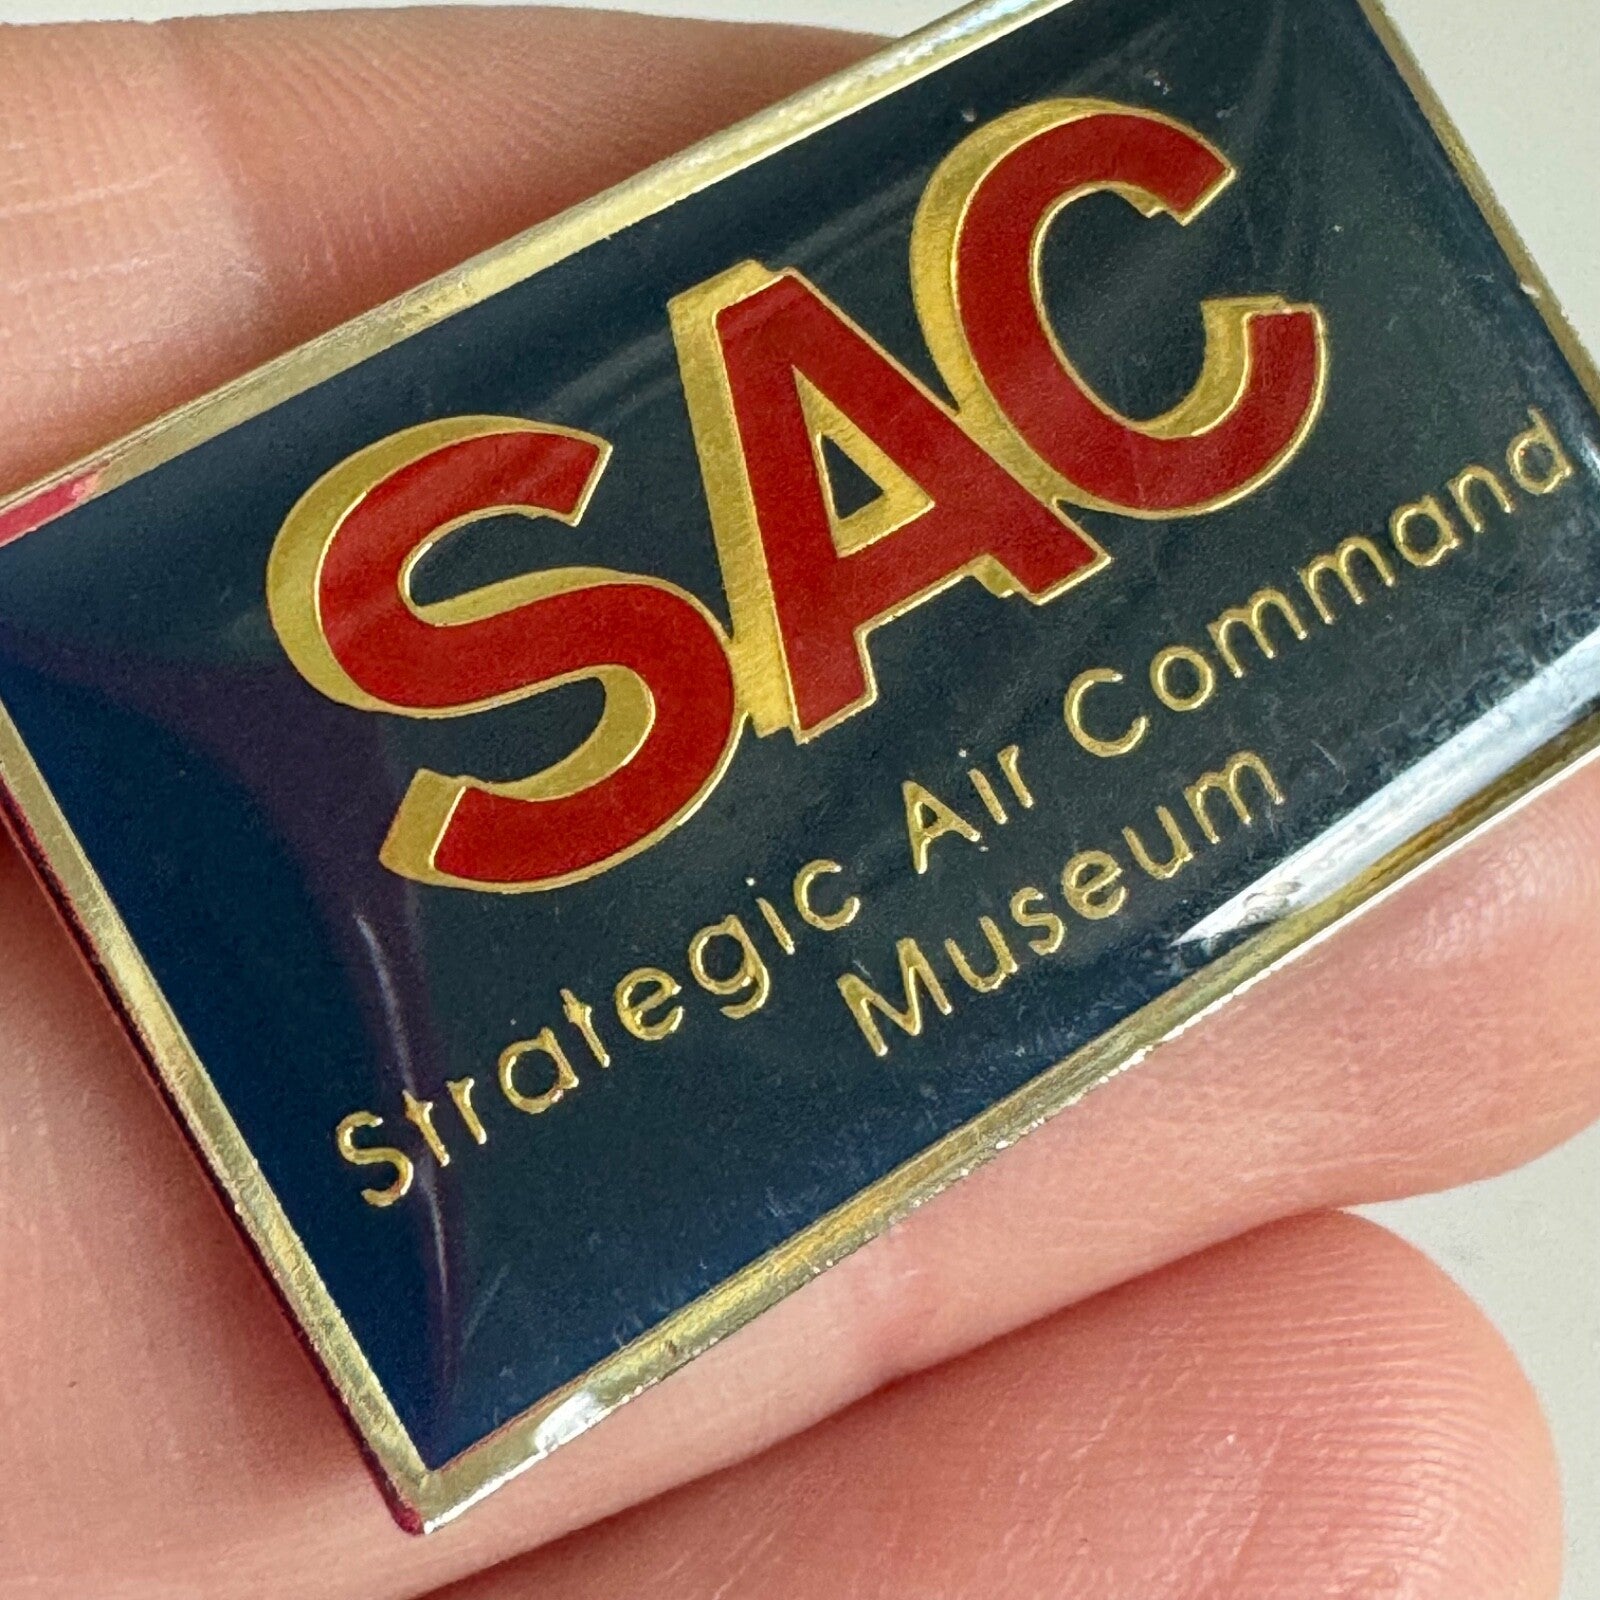 SAC
Strategic Air Command
Museum